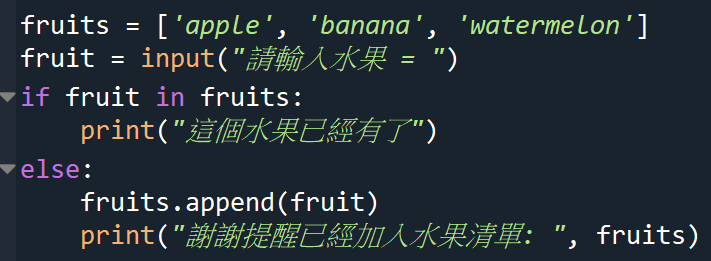 fruits = ['apple', 'banana', 'watermelon']
fruit = input("請輸入水果 = ")
if fruit in fruits:
    print("這個水果已經有了")
else:
    fruits.append(fruit)
    print("謝謝提醒已經加入水果清單: ", fruits)